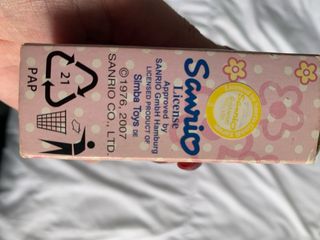 Sanrio
License
Approved by
SANRIO GmbH Hamburg
LICENSED PRODUCT OF
Simba Toys DE
©1976, 2007
SANRIO CO., LTD.
21
PAP